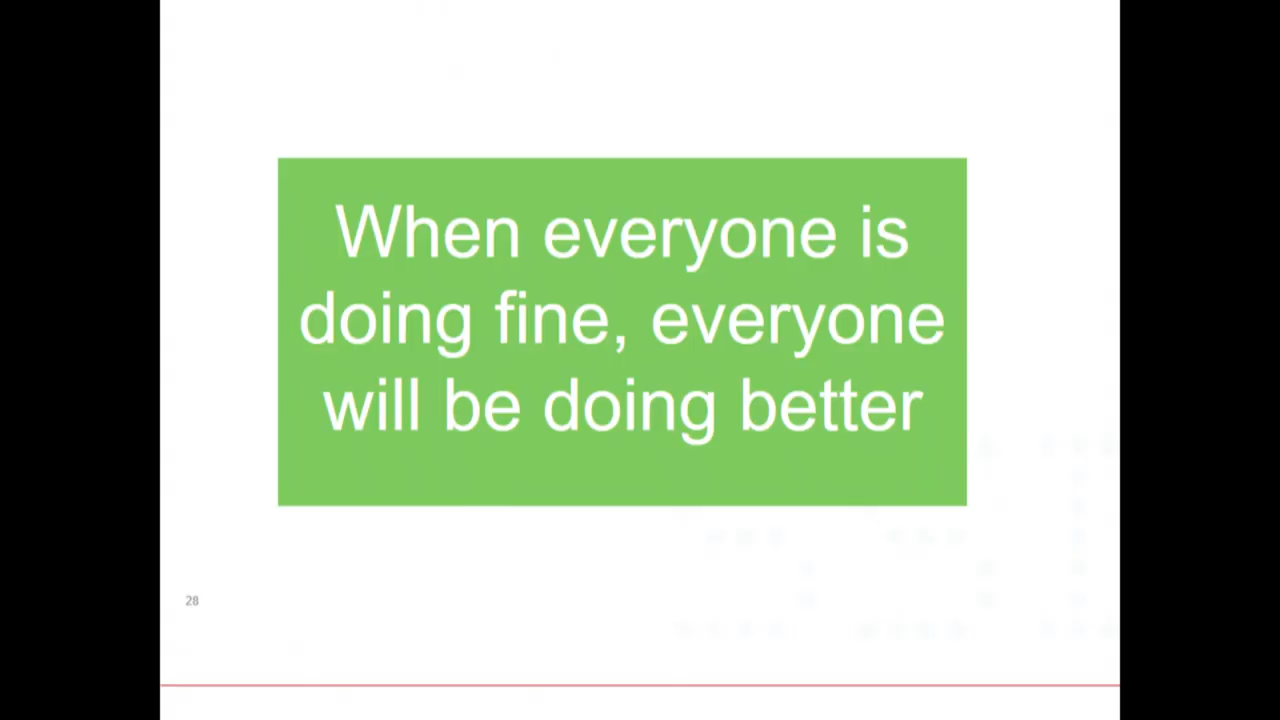 When everyone is
doing fine, everyone
will be doing better
28